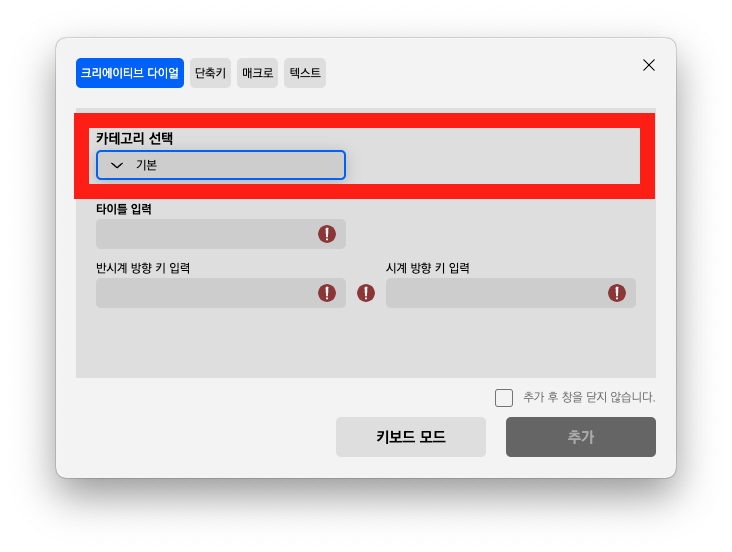 크리에이티브 다이얼 단축키 매크로 텍스트
카테고리 선택
기본
타이틀 입력
반시계 방향 키 입력 시계 방향 키 입력
추가 후 창을 닫지 않습니다.
키보드 모드 추가